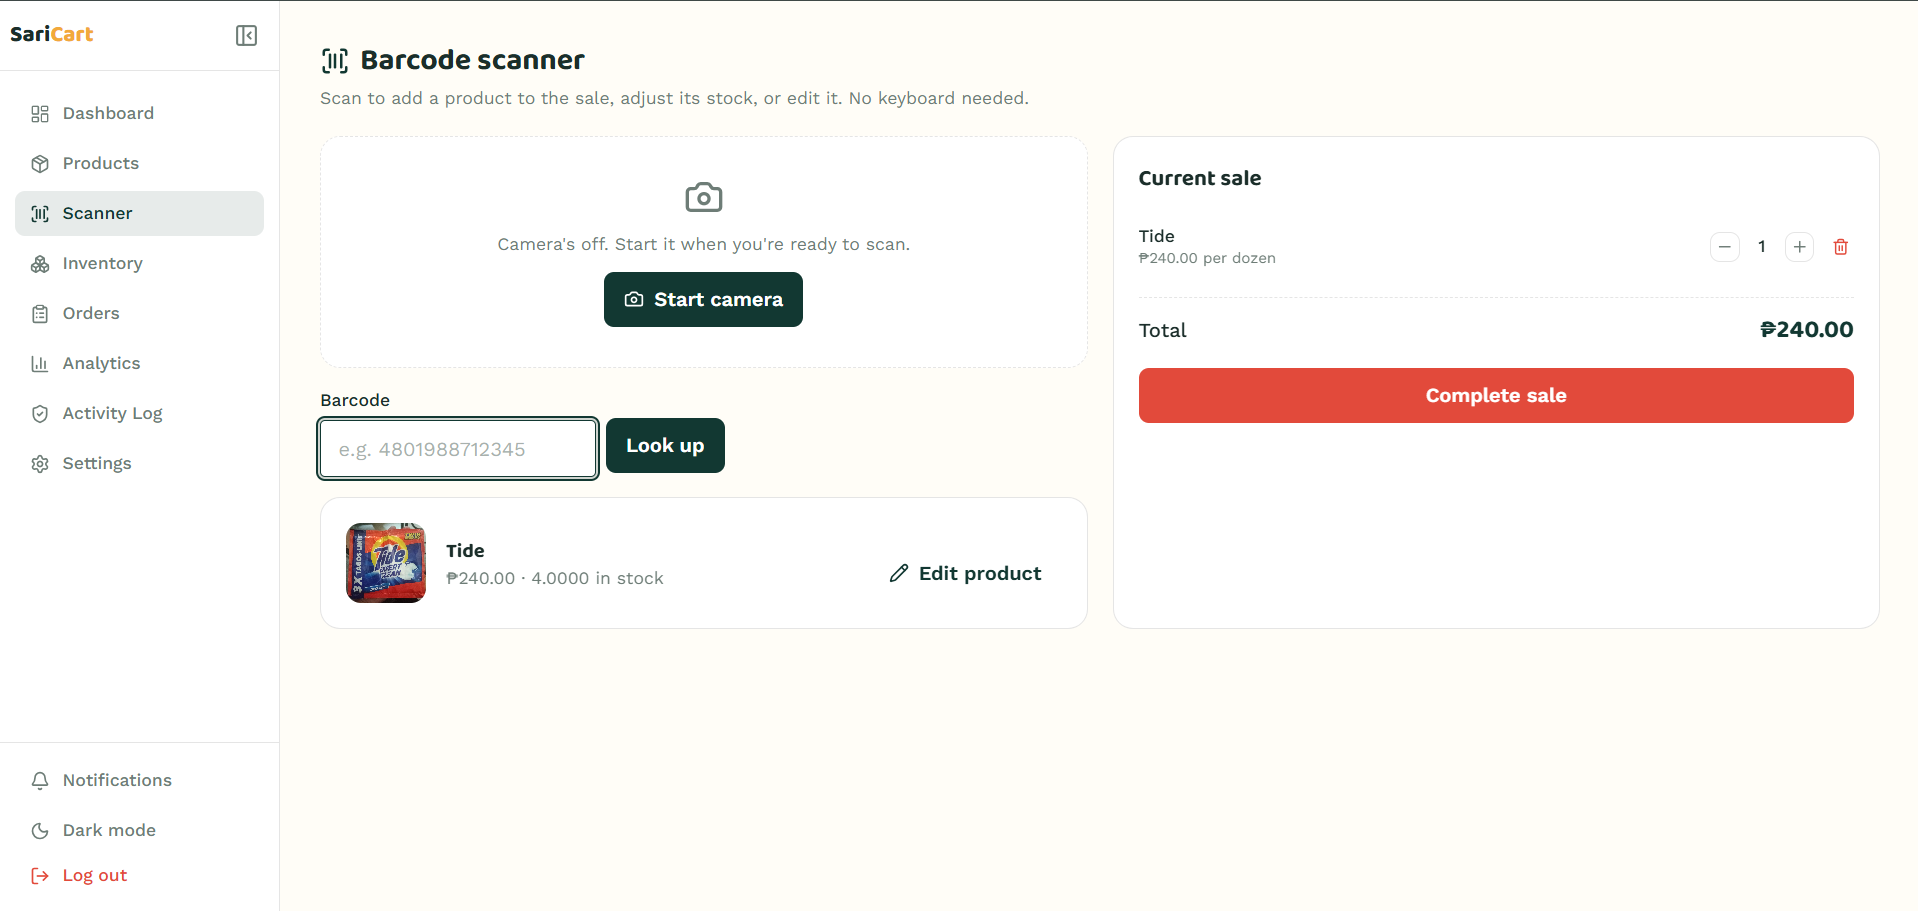 SariCart
Dashboard
Products
Scanner
Inventory
Orders
Analytics
Activity Log
Settings
Notifications
Dark mode
Log out
Barcode scanner
Scan to add a product to the sale, adjust its stock, or edit it. No keyboard needed.
Camera's off. Start it when you're ready to scan.
Start camera
Barcode
e.g. 4801988712345
Look up
Tide
Tide
₱240.00 · 4.0000 in stock
Edit product
Current sale
Tide
₱240.00 per dozen
1
Total
₱240.00
Complete sale